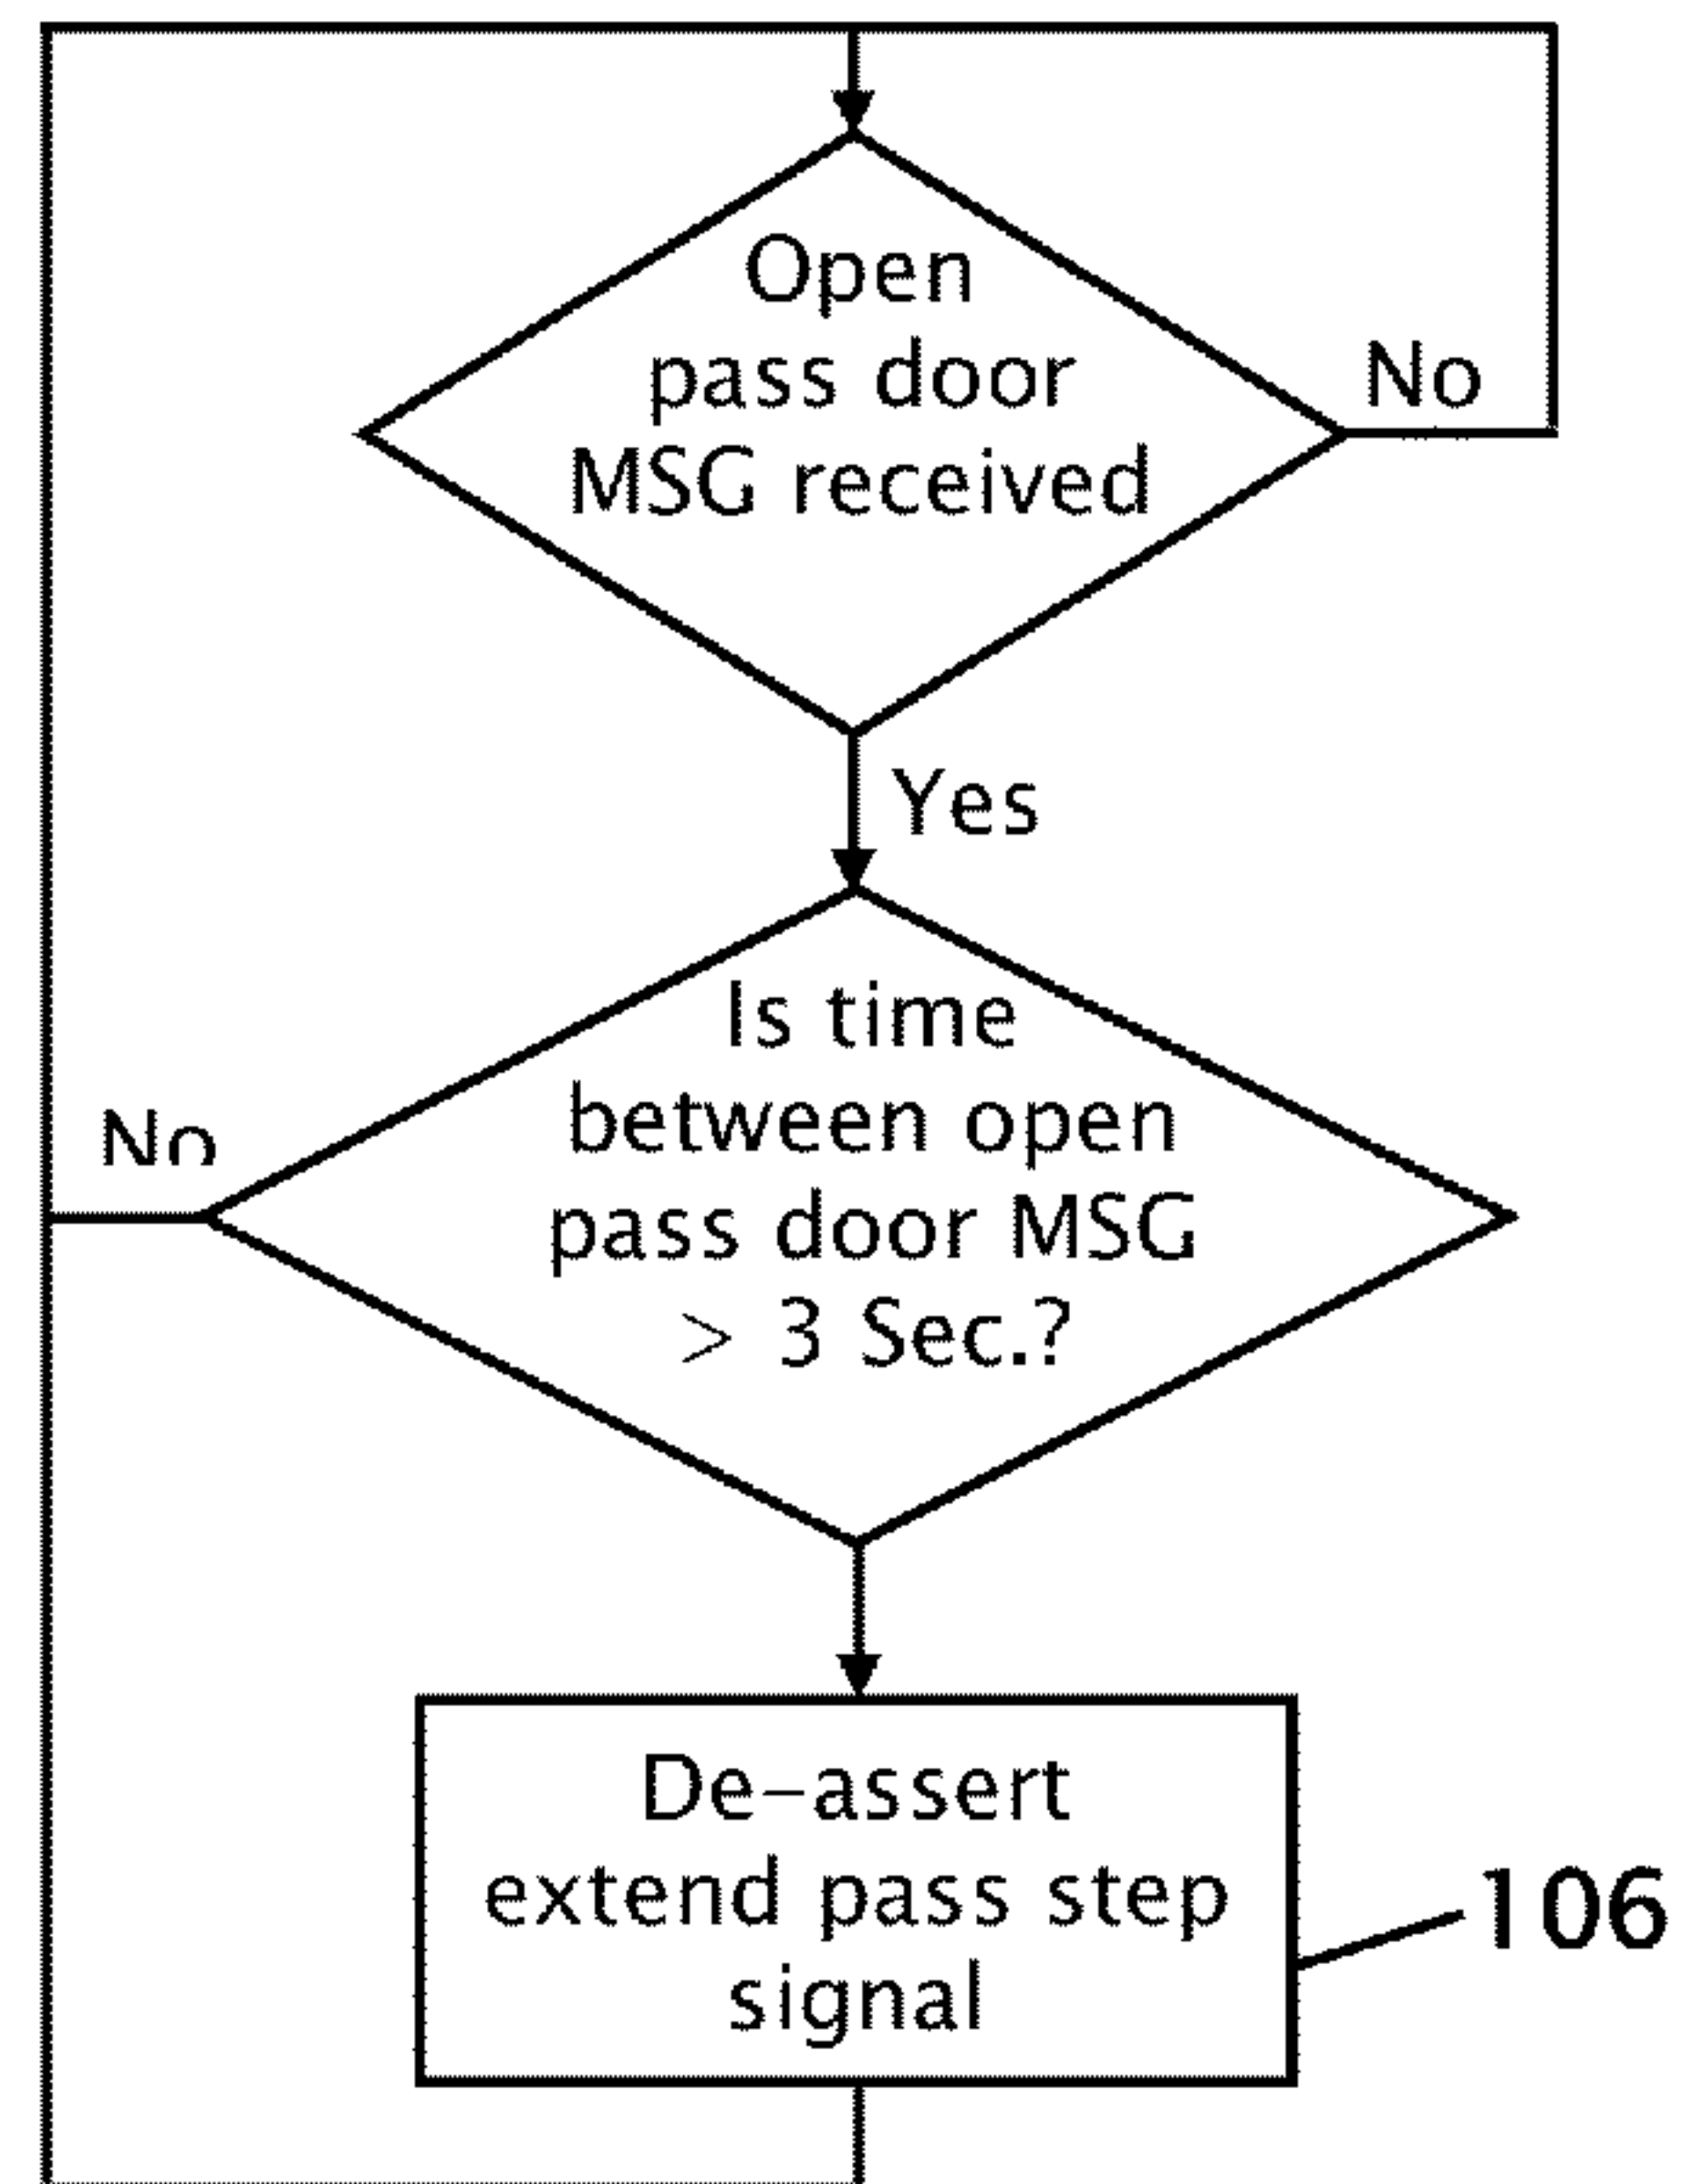 Open
pass door
MSG received
No
Yes
Is time
between open
pass door MSG
> 3 Sec.?
No
De-assert
extend pass step
signal
106